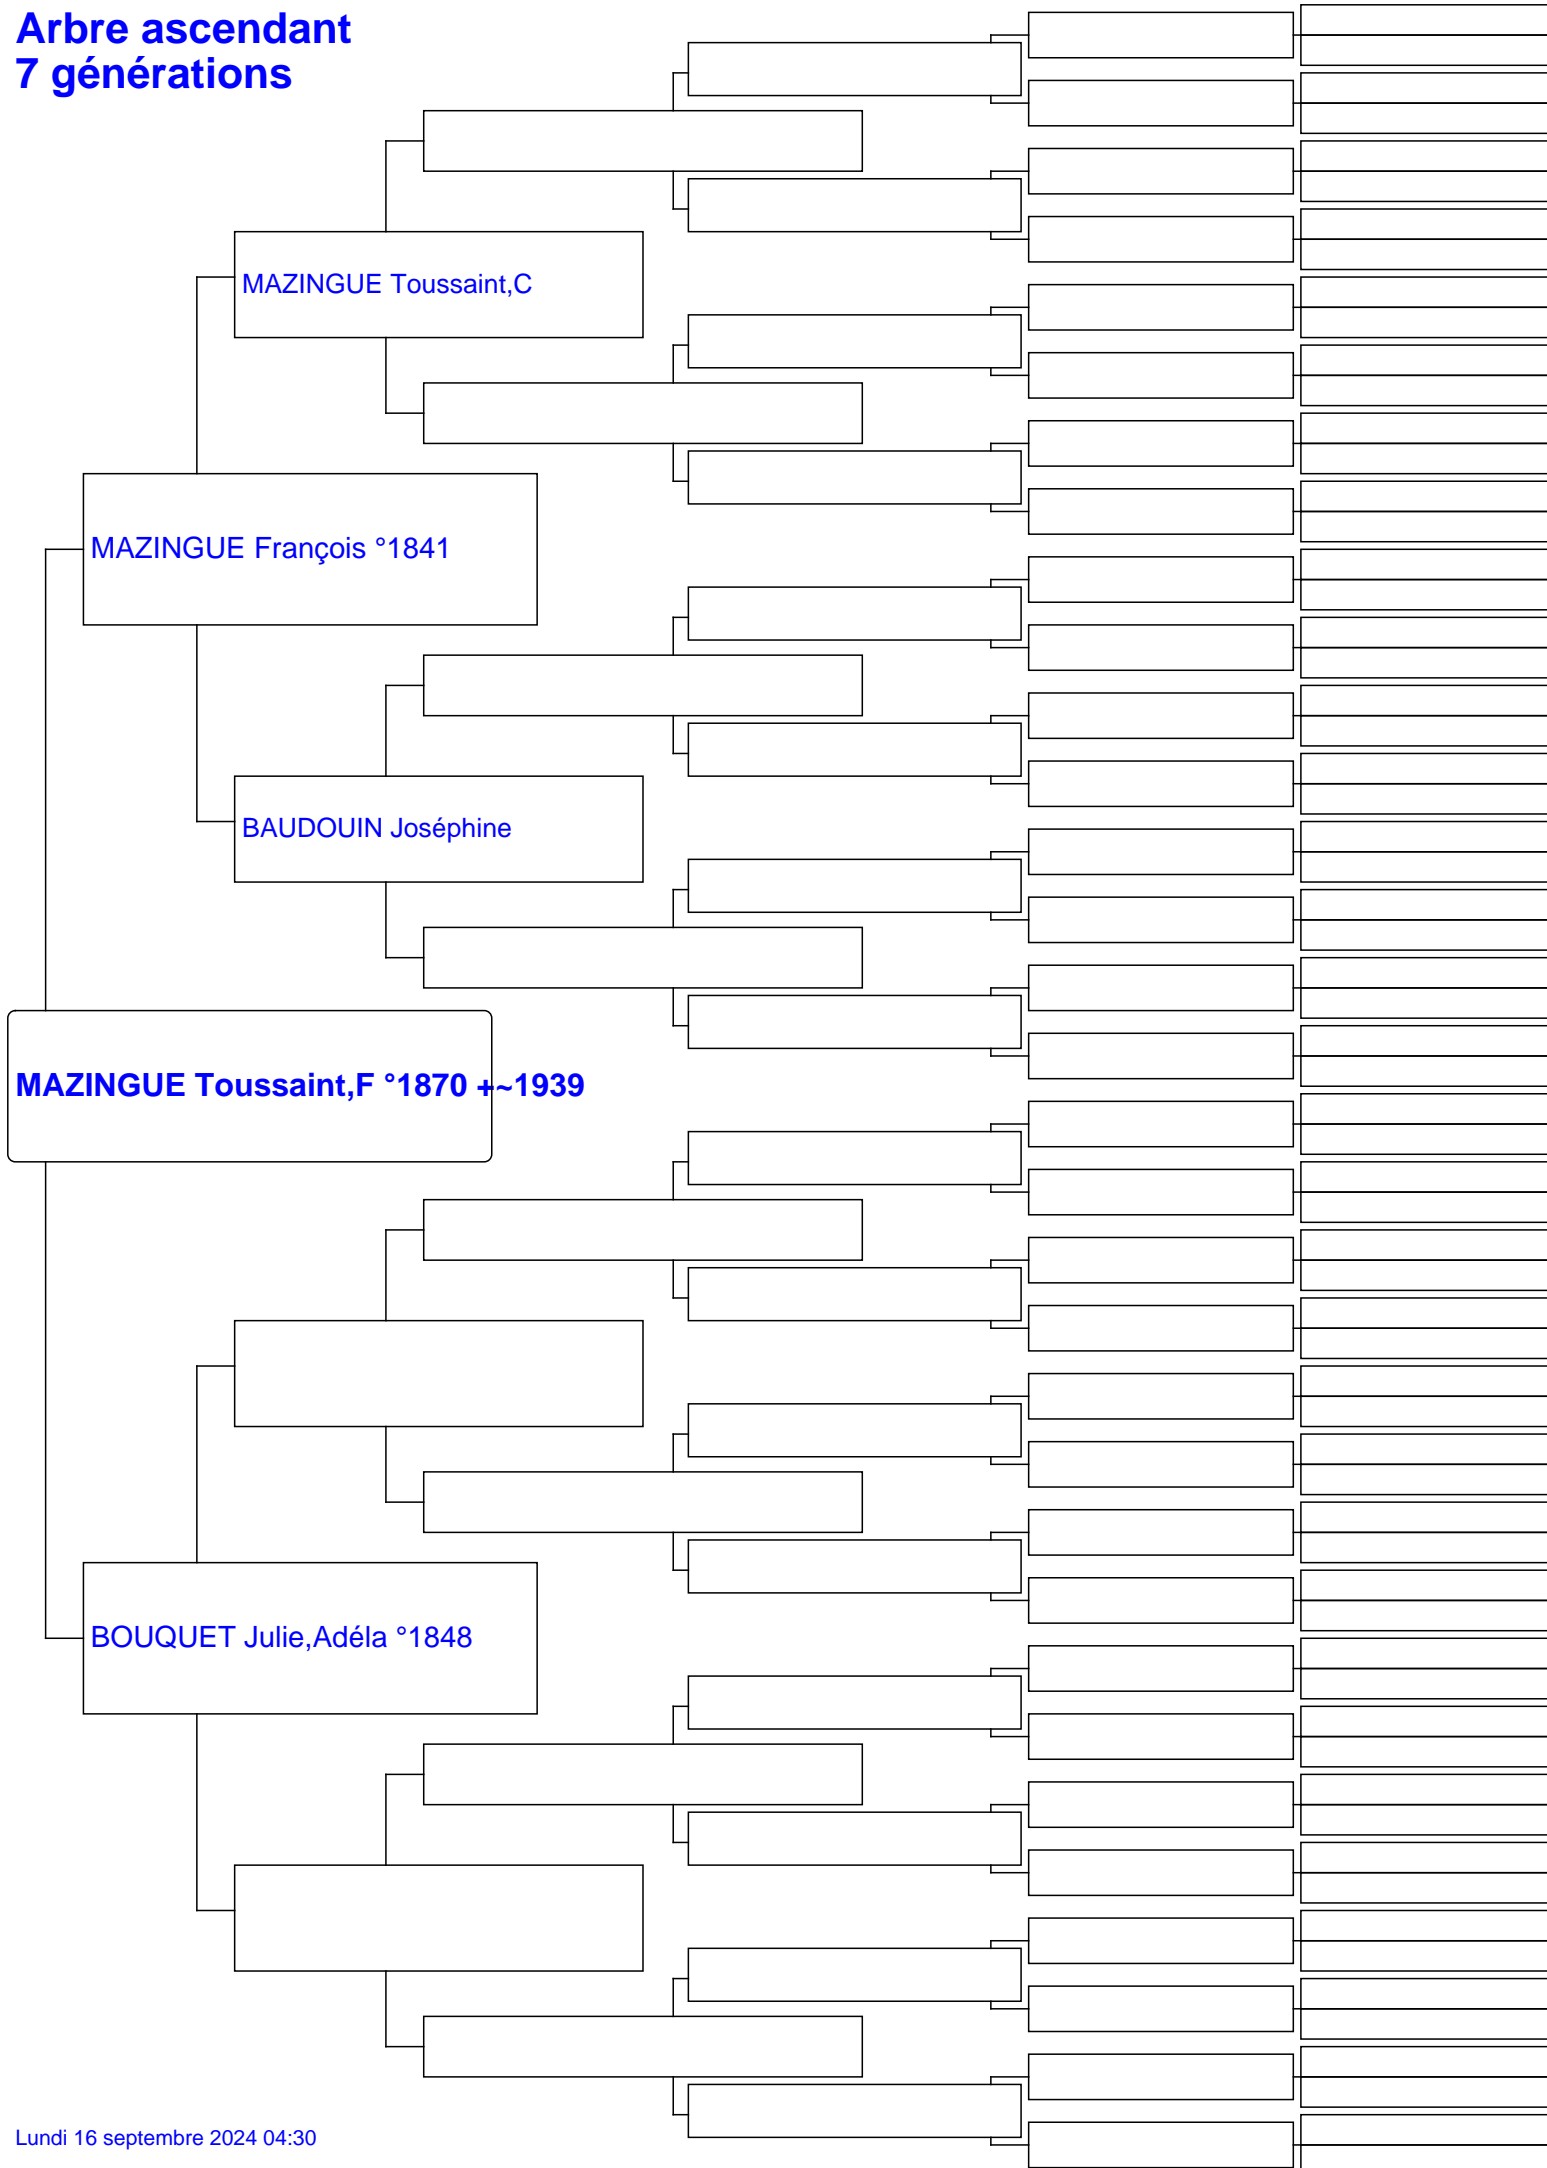 Arbre ascendant
7 générations
MAZINGUE Toussaint,C
MAZINGUE François °1841
BAUDOUIN Joséphine
MAZINGUE Toussaint,F °1870 +~1939
BOUQUET Julie,Adéla °1848
Lundi 16 septembre 2024 04:30